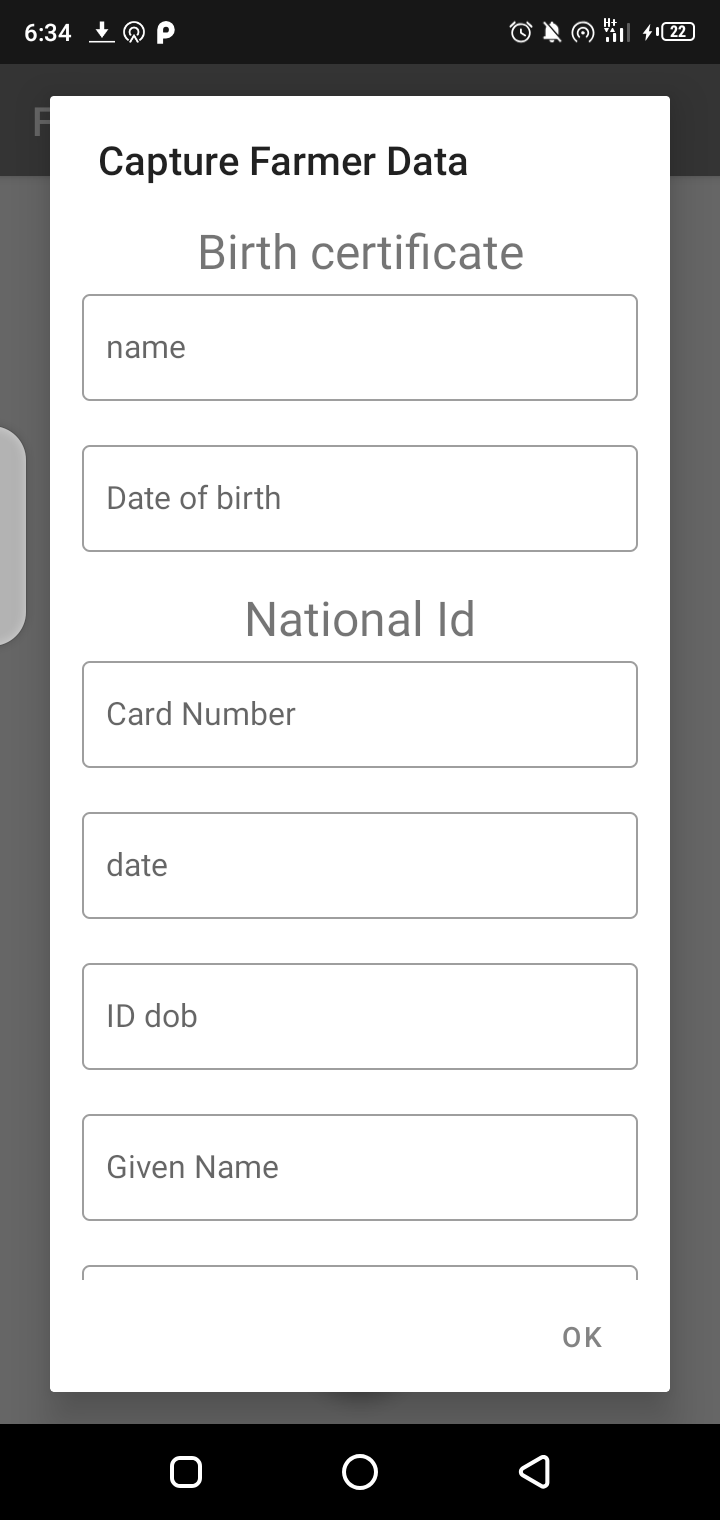 6:34
H+
22
F
Capture Farmer Data
Birth certificate
name
Date of birth
National Id
Card Number
date
ID dob
Given Name
OK